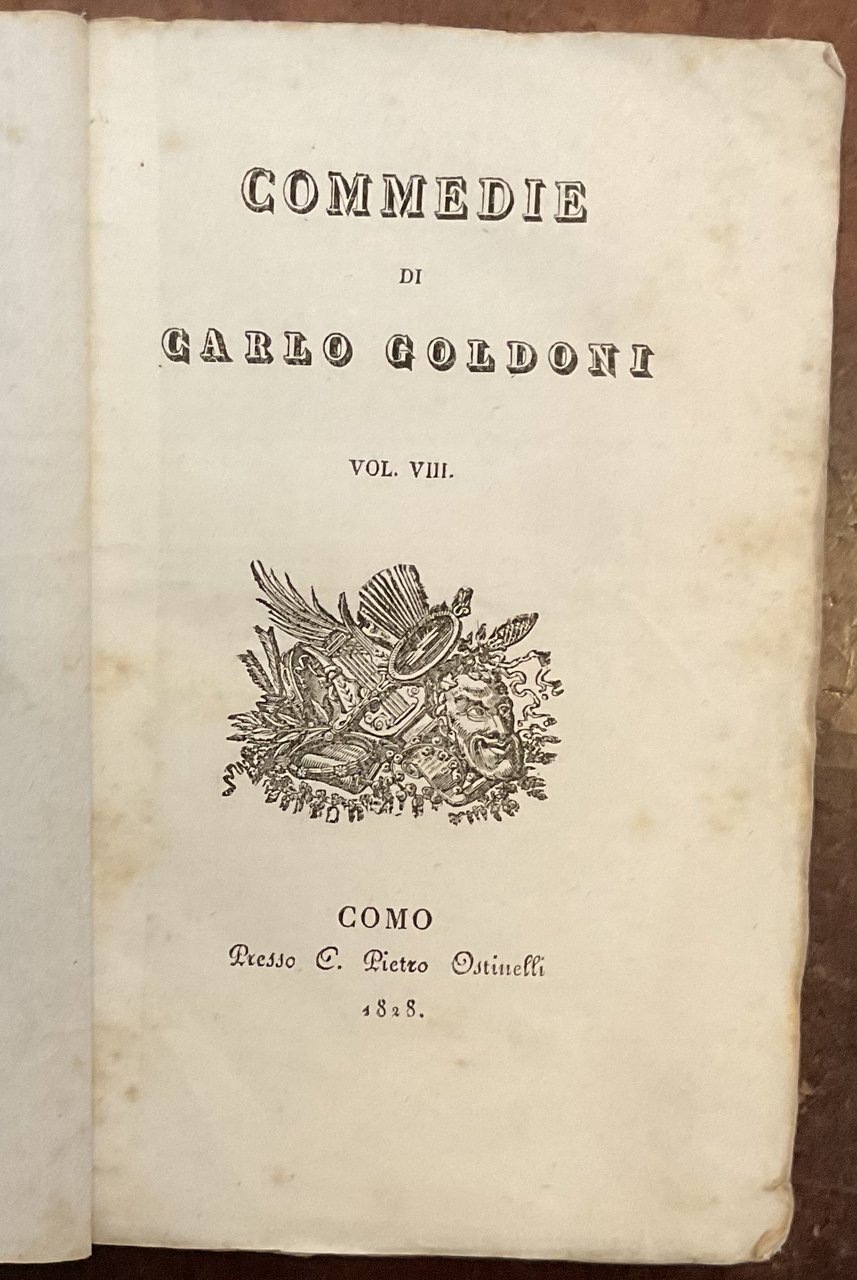 COMMEDIE
DI
CARLO GOLDONI
VOL. VIII.
COMO
Presso C. Pietro Ostinelli
1828.